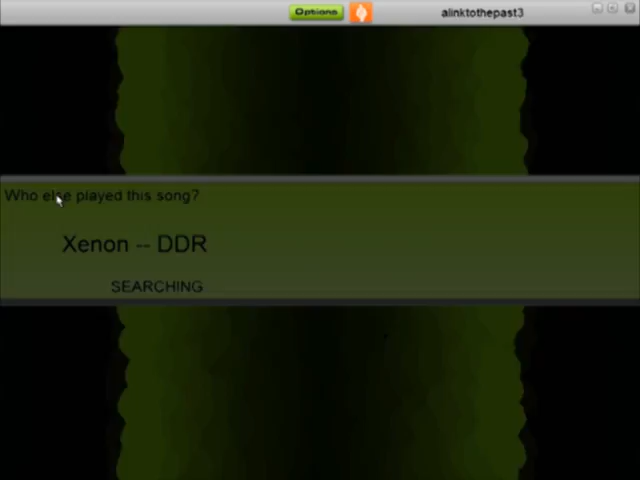 Options
alinktothepast3
Who else played this song?
Xenon -- DDR
SEARCHING